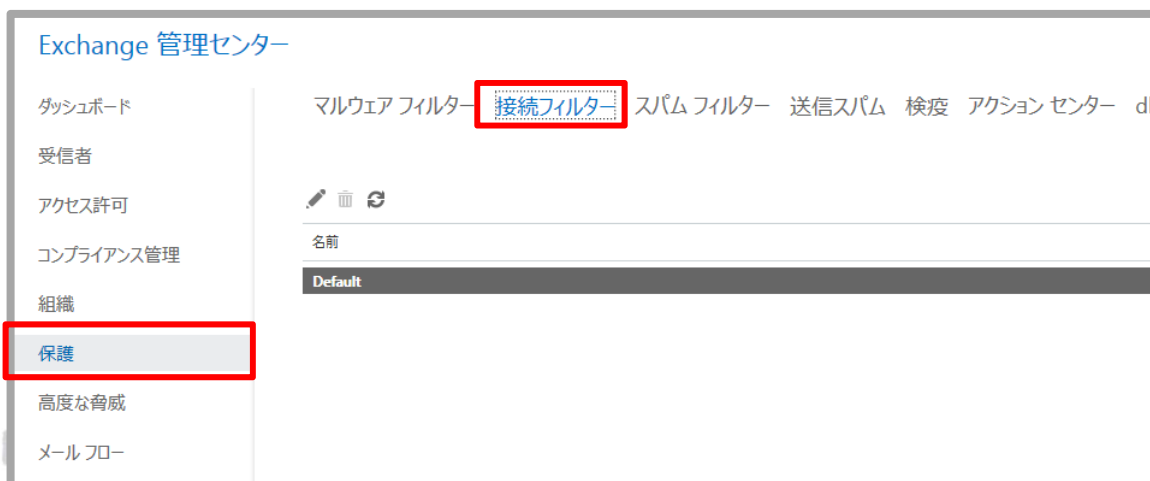 Exchange 管理センター
ダッシュボード
受信者
アクセス許可
コンプライアンス管理
組織
保護
高度な脅威
メール フロー
マルウェア フィルター 接続フィルター スパム フィルター 送信スパム 検疫 アクション センター
名前
Default